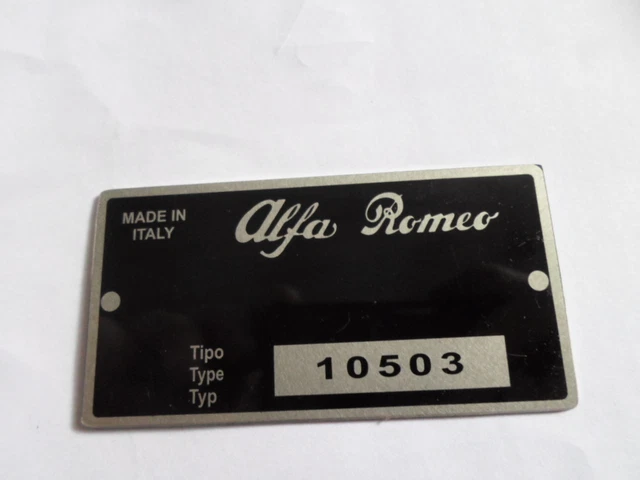 MADE IN
ITALY
Alfa Romeo
Tipo
Type
Typ
10503